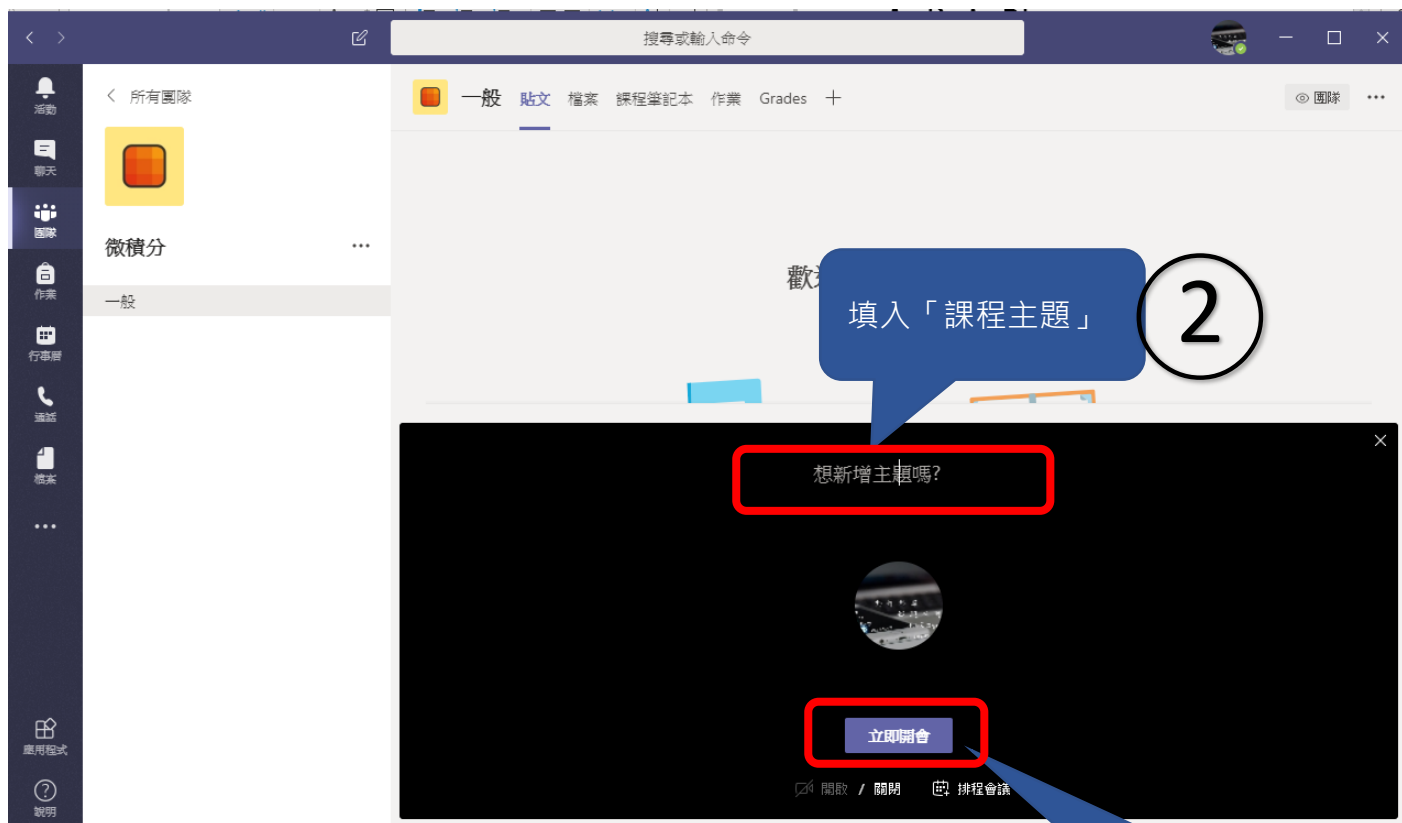 搜尋或輸入命令
活動
聊天
團隊
作業
行事曆
通話
檔案
應用程式
說明
所有團隊
微積分
一般
一般 貼文 檔案 課程筆記本 作業 Grades
團隊
歡
填入「課程主題」
2
想新增主題嗎?
立即開會
開啟 / 關閉 排程會議